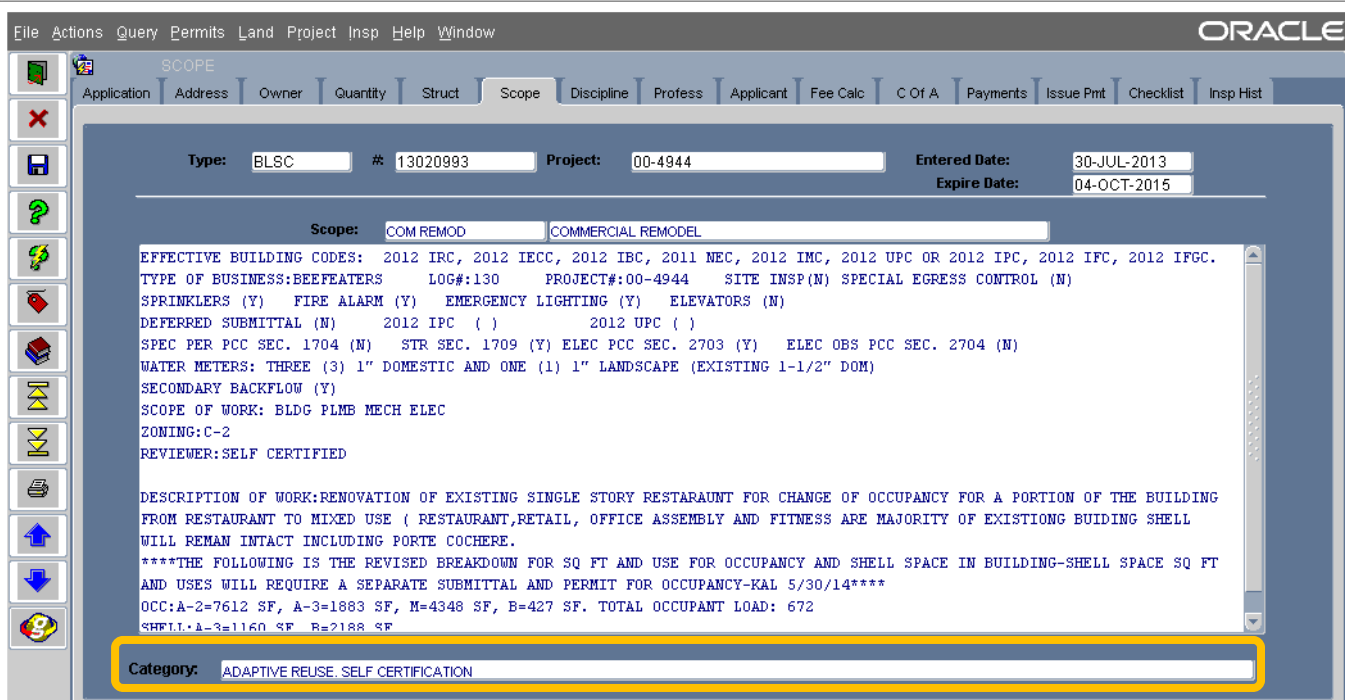 File Actions Query Permits Land Project Insp Help Window
ORACLE
SCOPE
Application Address Owner Quantity Struct Scope Discipline Profess Applicant Fee Calc C Of A Payments Issue Pmt Checklist Insp Hist
Type: BLSC #: 13020993 Project: 00-4944 Entered Date: 30-JUL-2013
Expire Date: 04-OCT-2015
Scope: COM REMOD COMMERCIAL REMODEL
EFFECTIVE BUILDING CODES: 2012 IRC, 2012 IECC, 2012 IBC, 2011 NEC, 2012 IMC, 2012 UPC OR 2012 IPC, 2012 IFC, 2012 IFGC.
TYPE OF BUSINESS:BEEFEATERS LOG#:130 PROJECT#:00-4944 SITE INSP(N) SPECIAL EGRESS CONTROL (N)
SPRINKLERS (Y) FIRE ALARM (Y) EMERGENCY LIGHTING (Y) ELEVATORS (N)
DEFERRED SUBMITTAL (N) 2012 IPC ( ) 2012 UPC ( )
SPEC PER PCC SEC. 1704 (N) STR SEC. 1709 (Y) ELEC PCC SEC. 2703 (Y) ELEC OBS PCC SEC. 2704 (N)
WATER METERS: THREE (3) 1" DOMESTIC AND ONE (1) 1" LANDSCAPE (EXISTING 1-1/2" DOM)
SECONDARY BACKFLOW (Y)
SCOPE OF WORK: BLDG PLMB MECH ELEC
ZONING:C-2
REVIEWER:SELF CERTIFIED
DESCRIPTION OF WORK:RENOVATION OF EXISTING SINGLE STORY RESTARAUNT FOR CHANGE OF OCCUPANCY FOR A PORTION OF THE BUILDING
FROM RESTAURANT TO MIXED USE ( RESTAURANT,RETAIL, OFFICE ASSEMBLY AND FITNESS ARE MAJORITY OF EXISTIONG BUIDING SHELL
WILL REMAN INTACT INCLUDING PORTE COCHERE.
****THE FOLLOWING IS THE REVISED BREAKDOWN FOR SQ FT AND USE FOR OCCUPANCY AND SHELL SPACE IN BUILDING-SHELL SPACE SQ FT
AND USES WILL REQUIRE A SEPARATE SUBMITTAL AND PERMIT FOR OCCUPANCY-KAL 5/30/14****
OCC:A-2=7612 SF, A-3=1883 SF, M=4348 SF, B=427 SF. TOTAL OCCUPANT LOAD: 672
SHELL:A-3=1160 SF, B=2188 SF
Category: ADAPTIVE REUSE. SELF CERTIFICATION